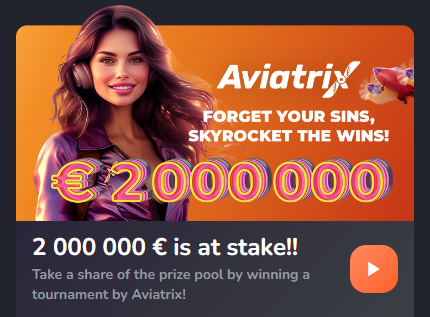 Aviatrix
FORGET YOUR SINS,
SKYROCKET THE WINS!
€ 2 000 000
2 000 000 € is at stake!!
Take a share of the prize pool by winning a
tournament by Aviatrix!